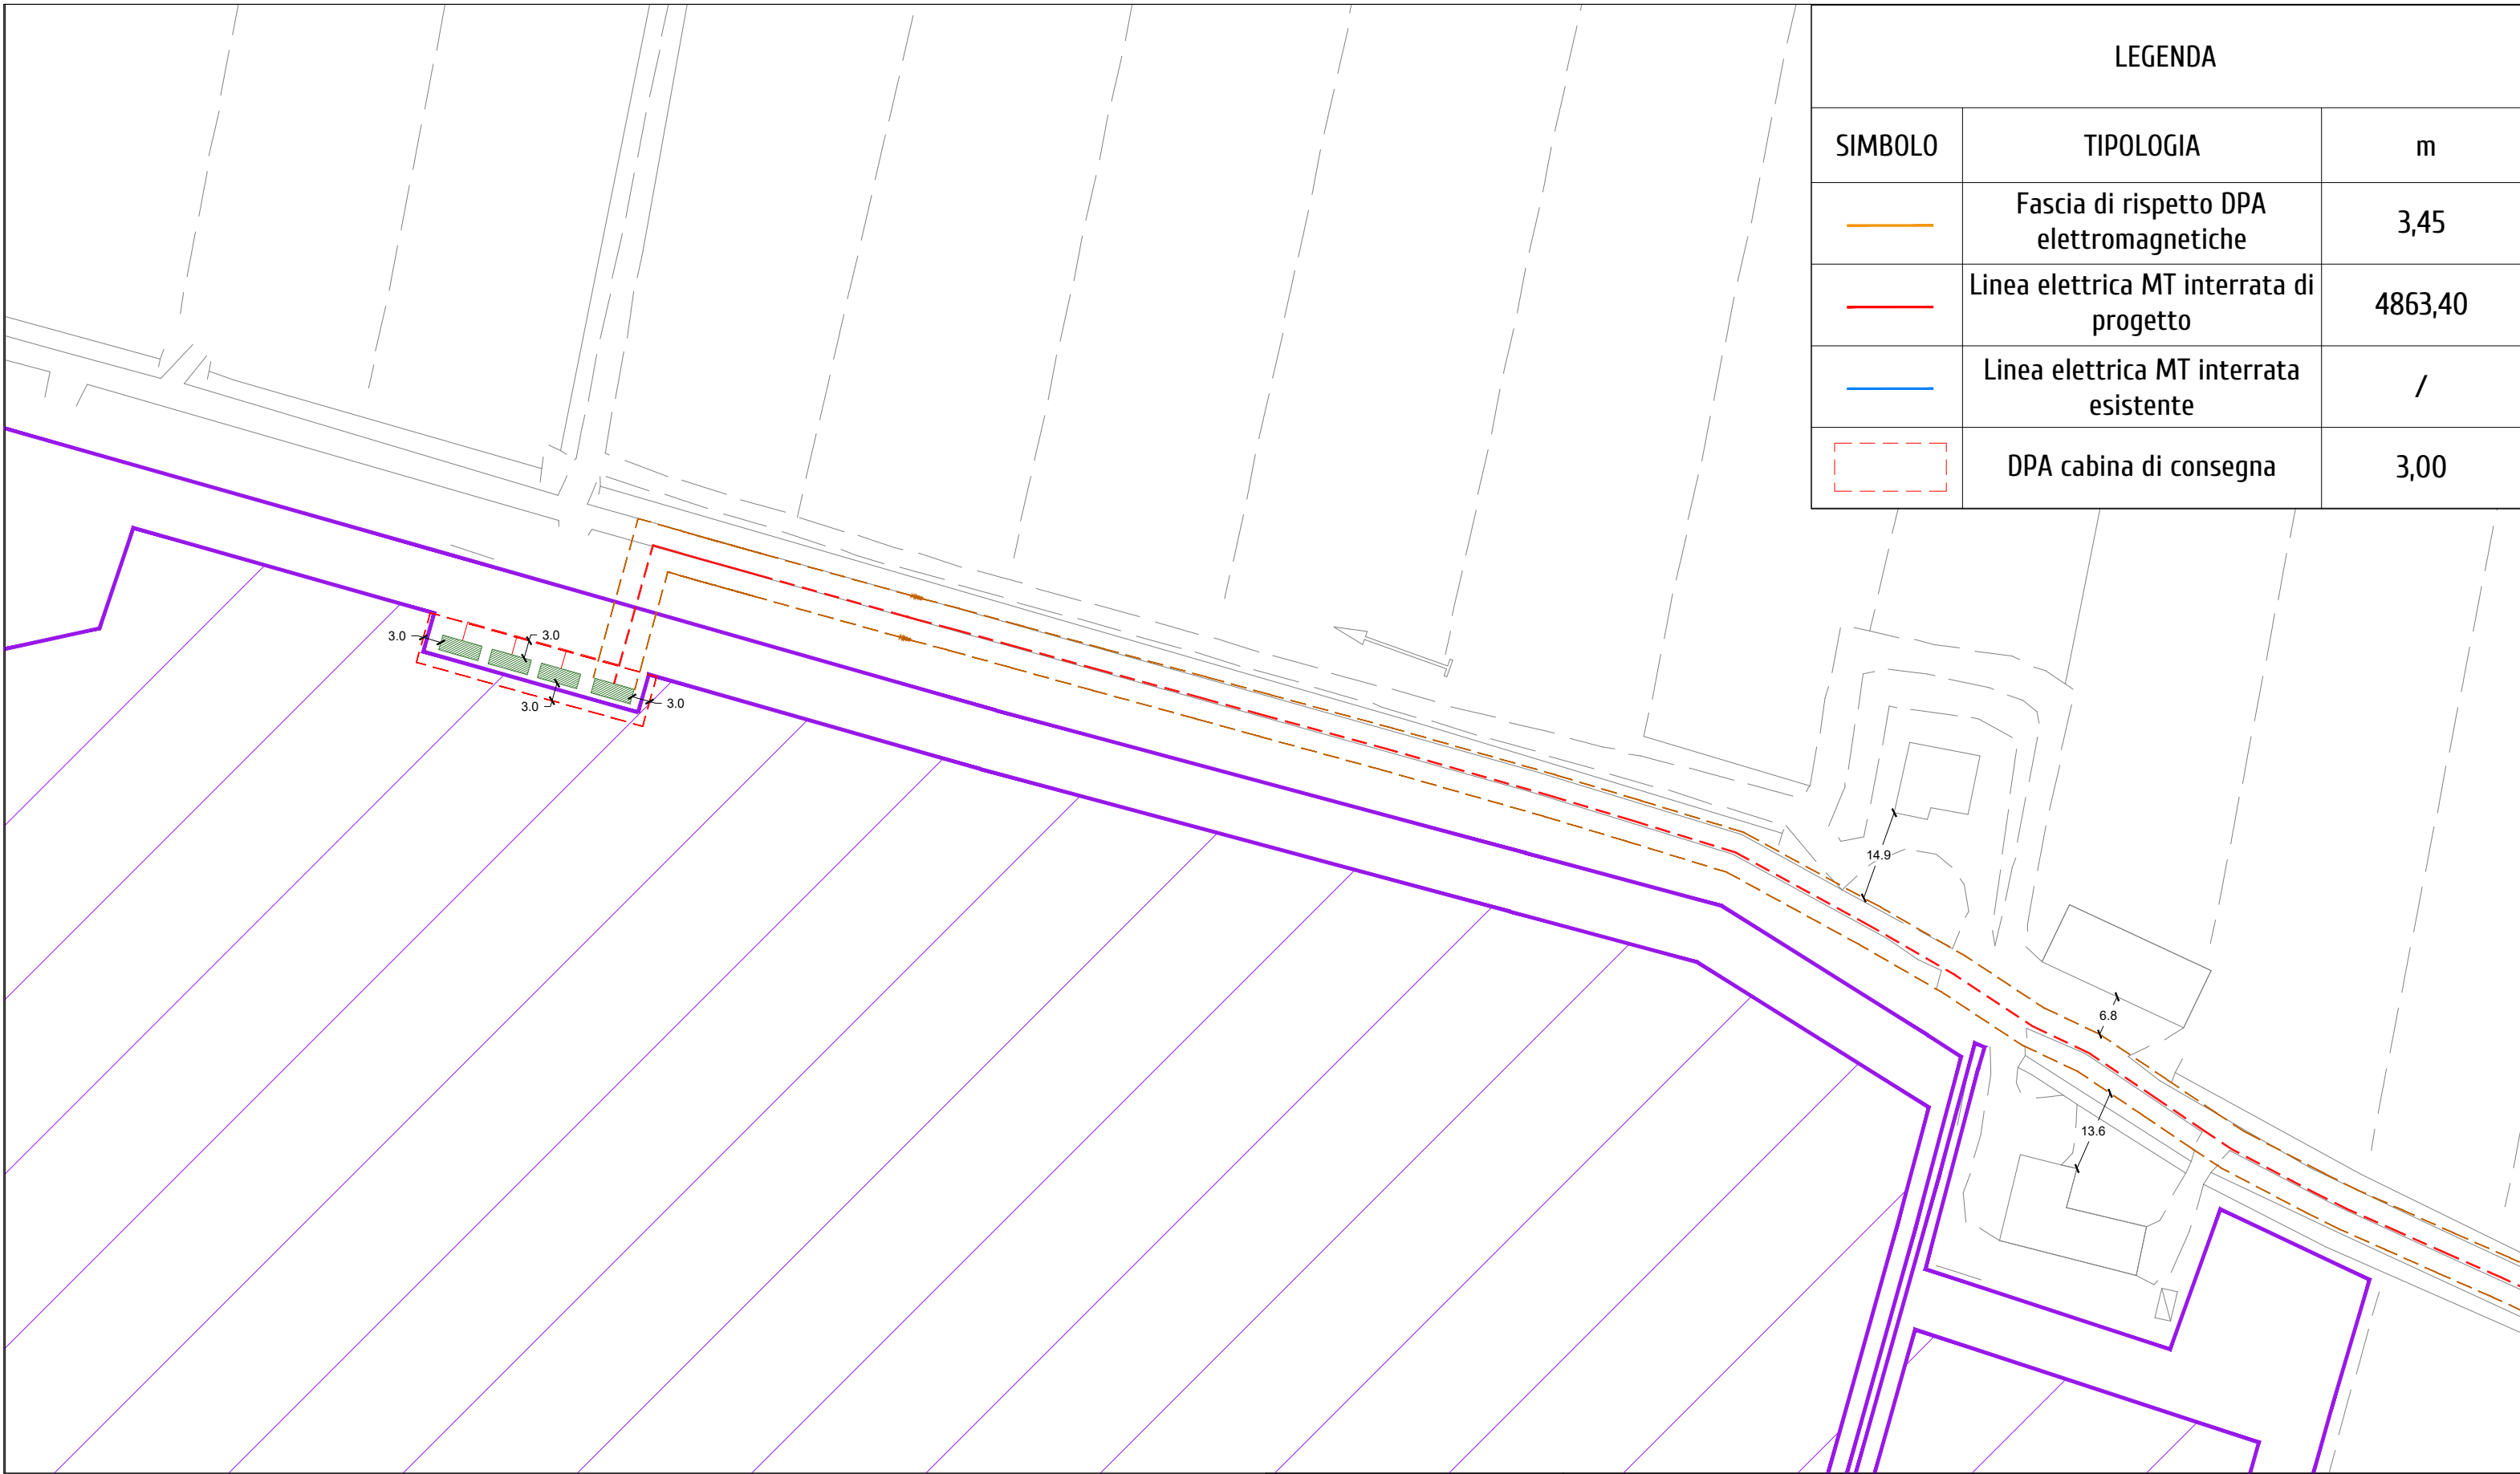 LEGENDA
SIMBOLO TIPOLOGIA m
Fascia di rispetto DPA
elettromagnetiche
3,45
Linea elettrica MT interrata di
progetto
4863,40
Linea elettrica MT interrata
esistente
/
DPA cabina di consegna
3,00
3.0
3.0
3.0
3.0
14.9
6.8
13.6